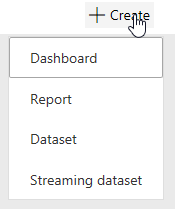 Create
Dashboard
Report
Dataset
Streaming dataset